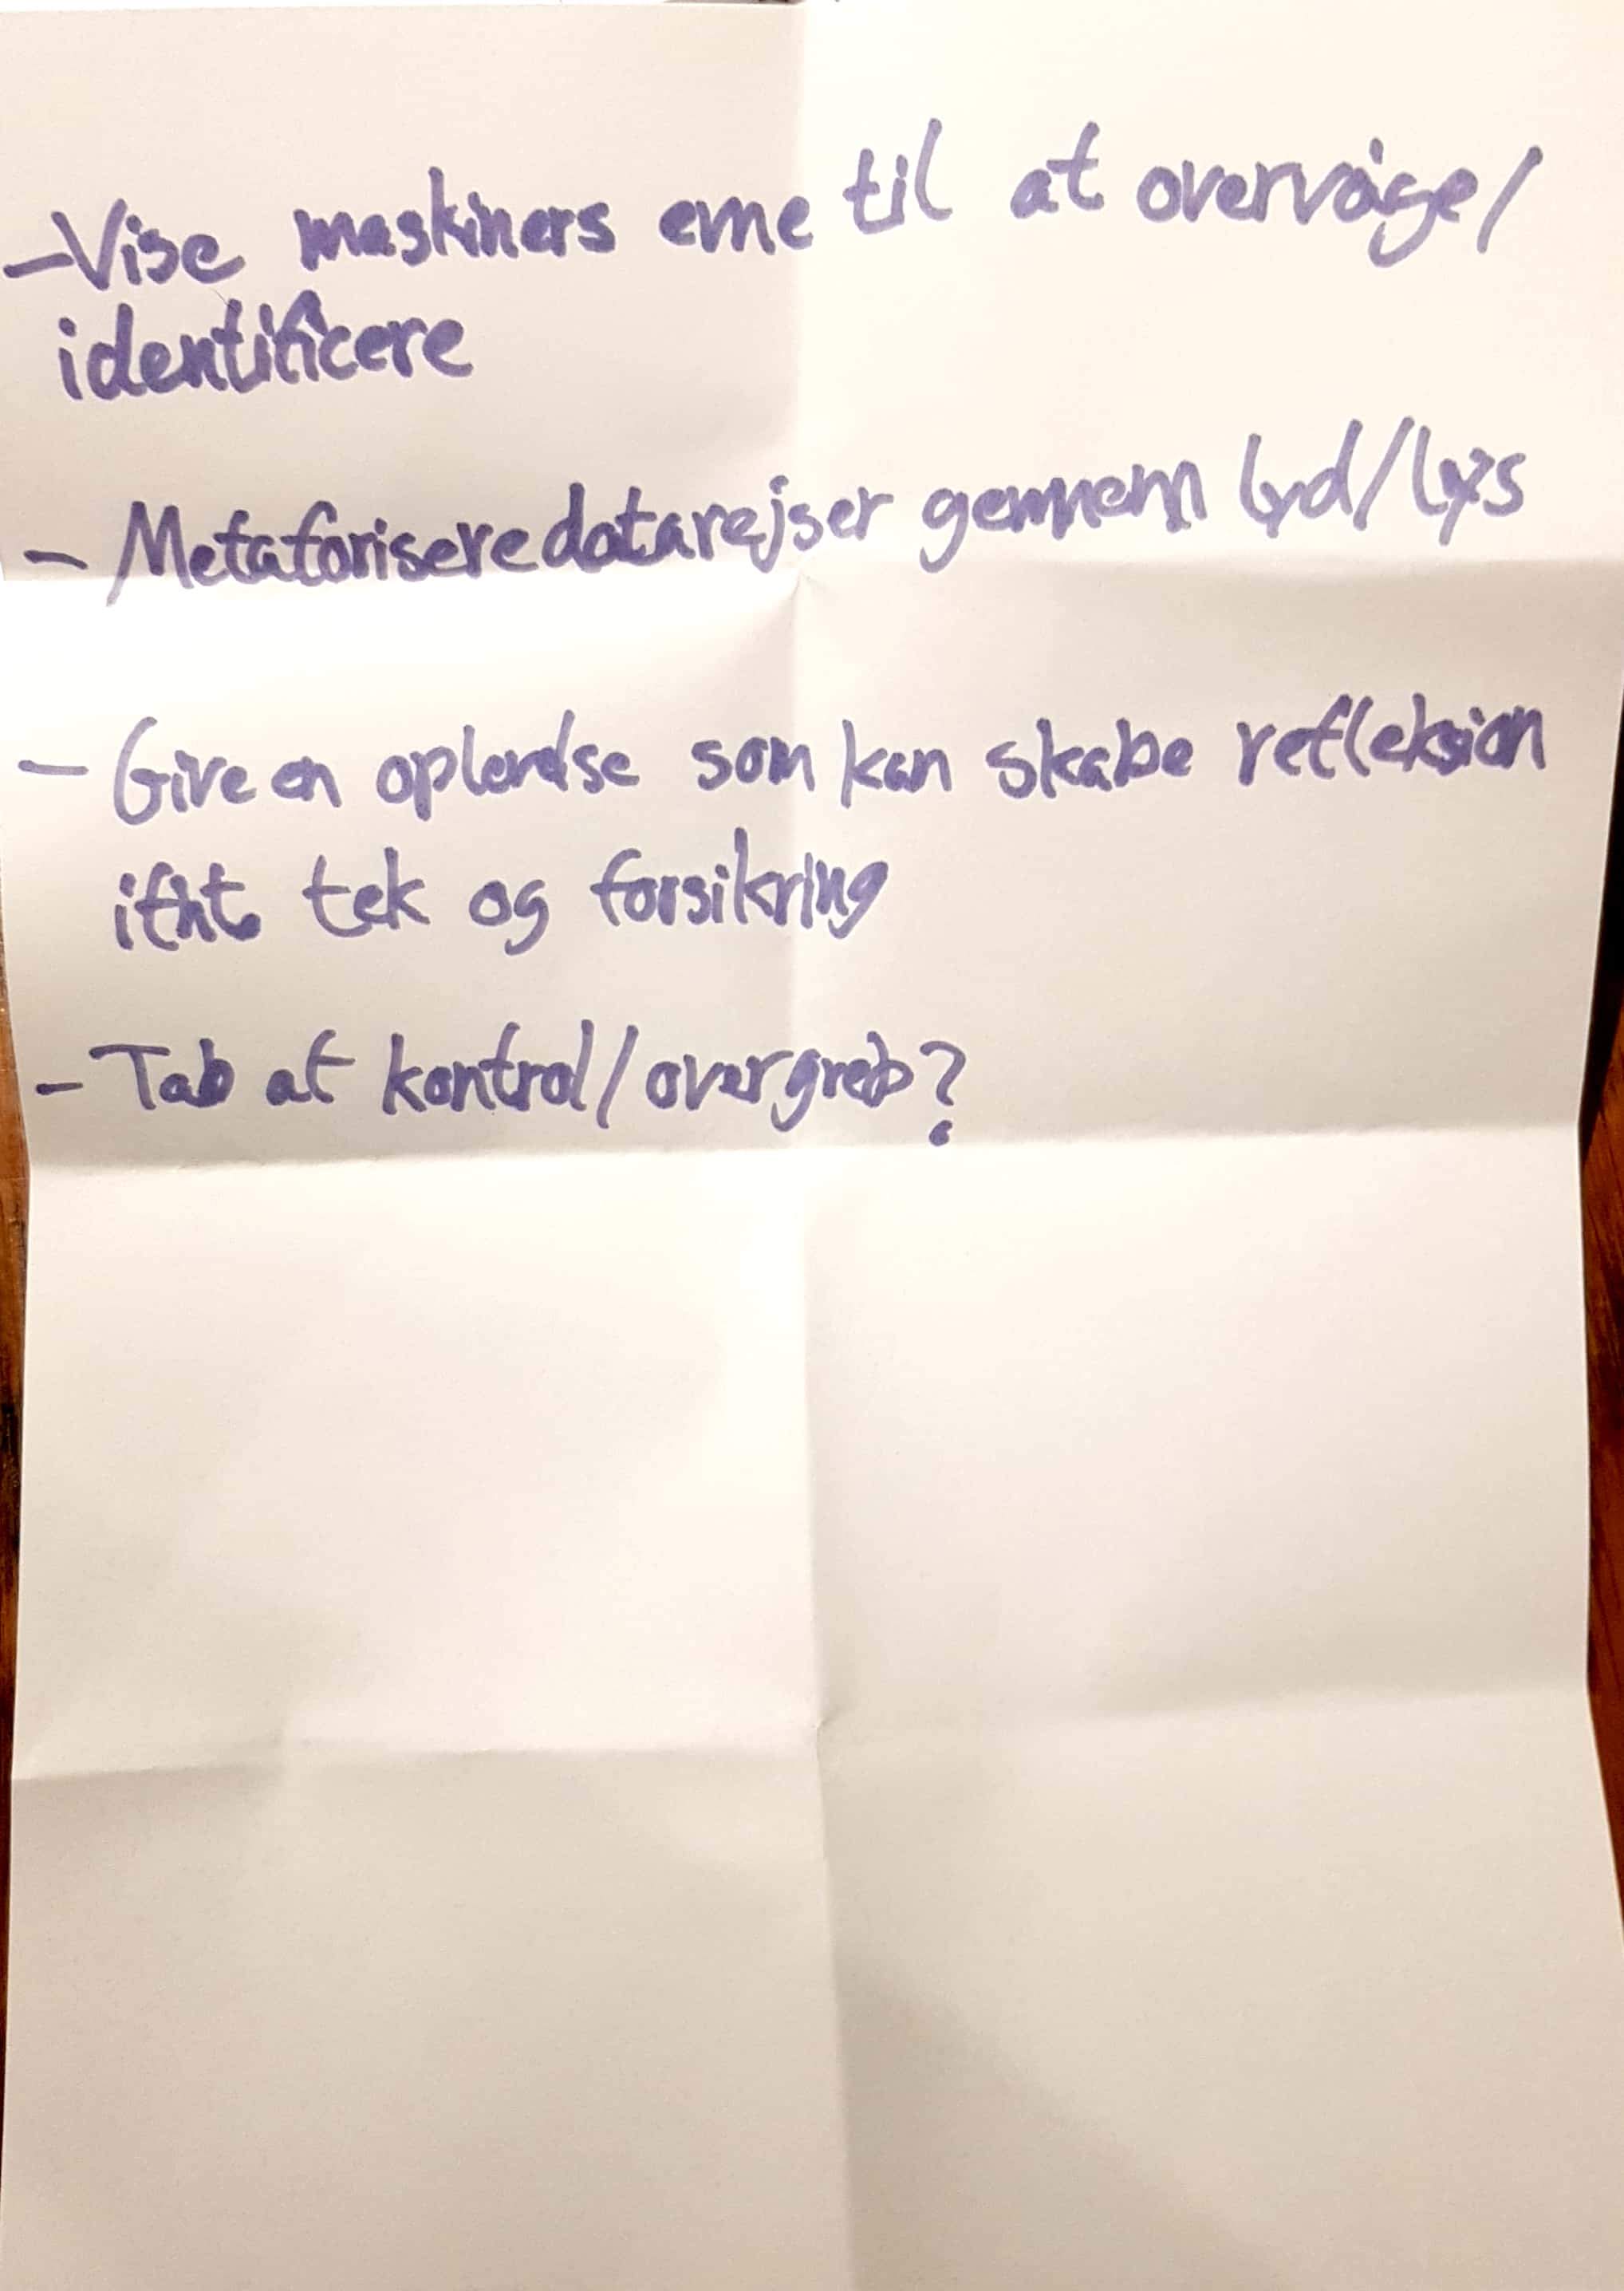 - Vise maskiners evne til at overvåge/
identificere
- Metaforisere datarejser gennem lyd/lys
- Give en oplevelse som kan skabe refleksion
ifht tek og forsikring
- Tab af kontrol/overgreb?